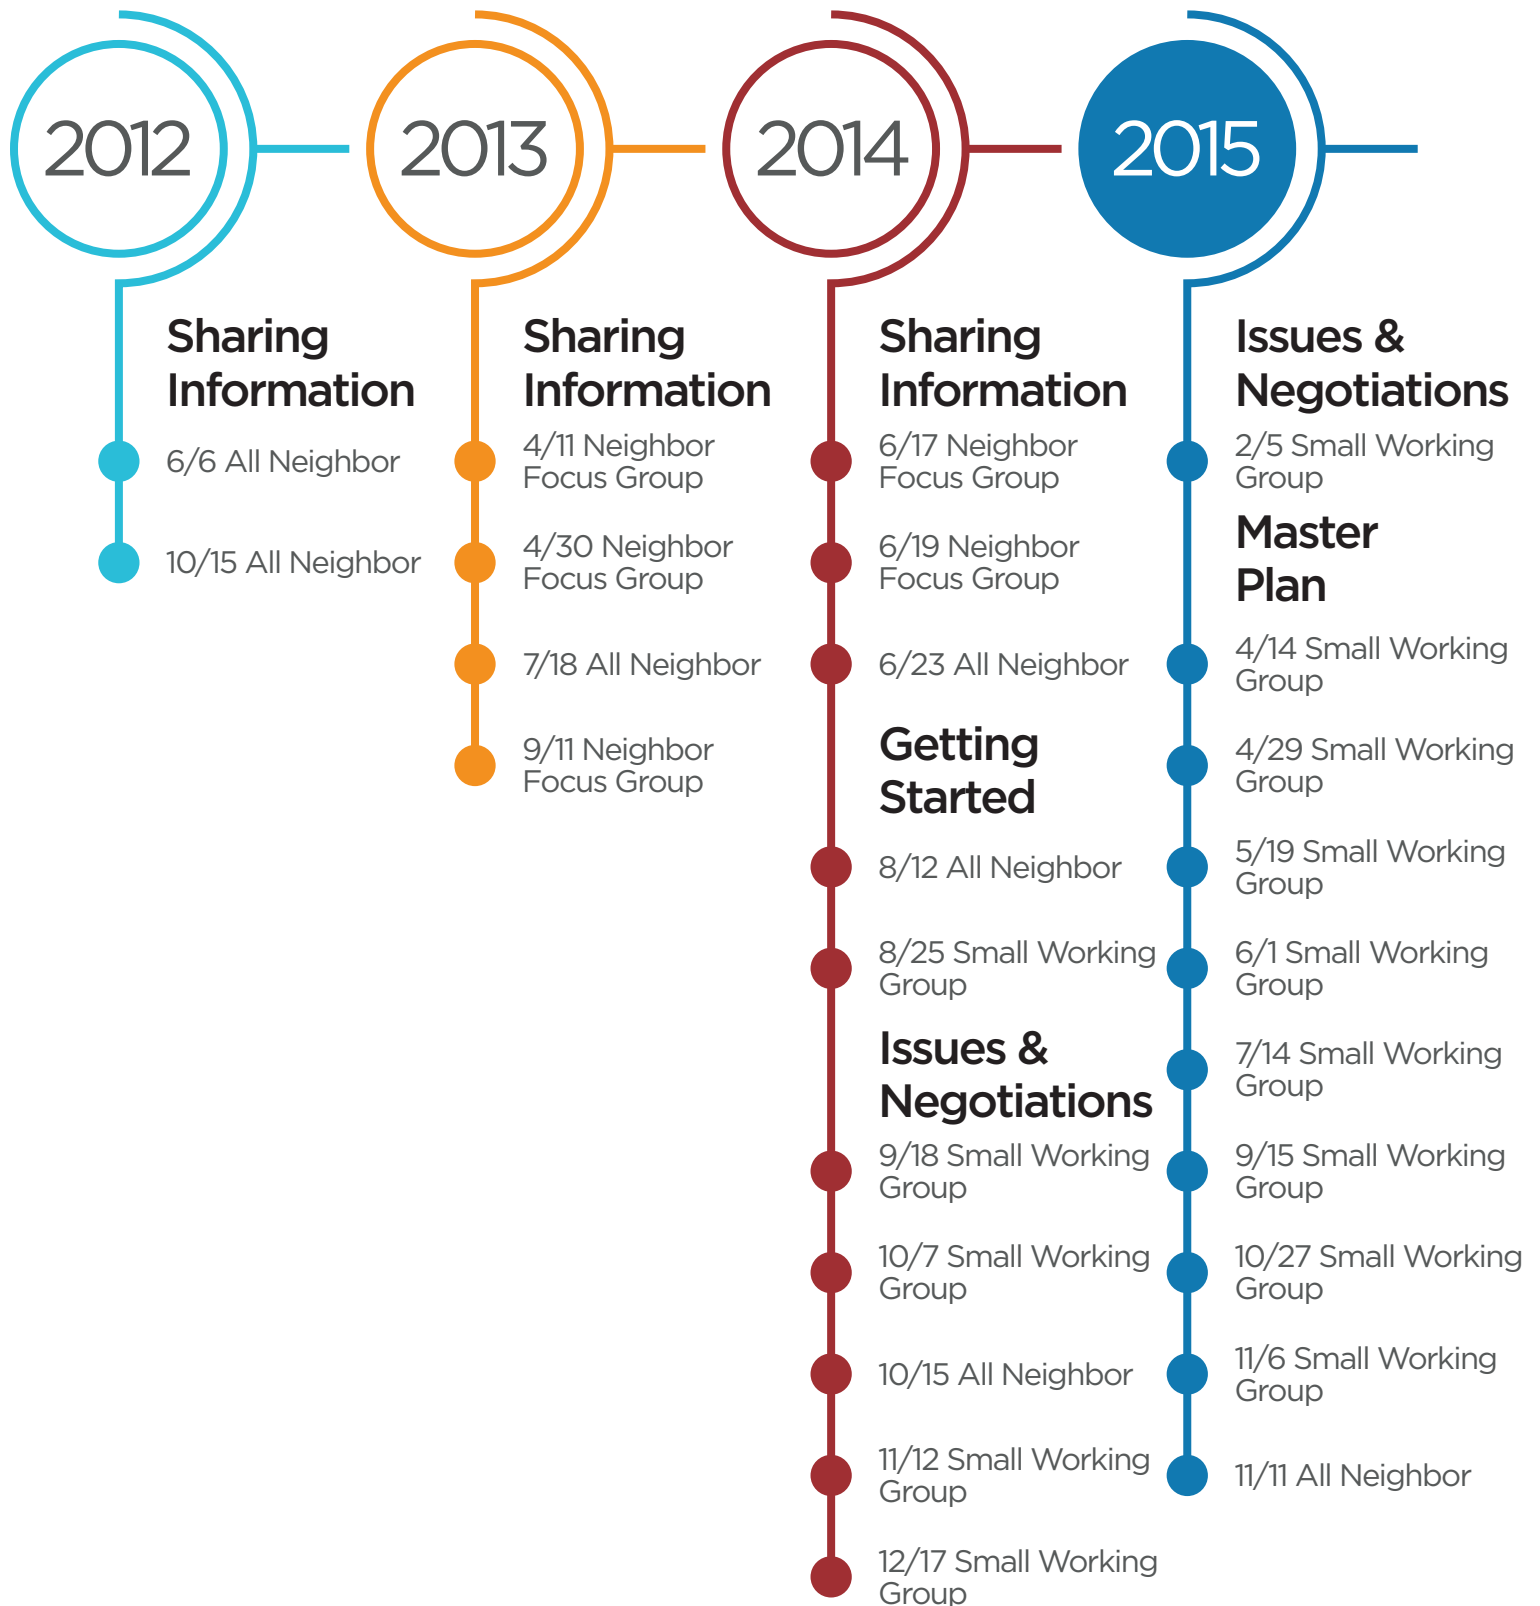 2012
Sharing
Information
6/6 All Neighbor
10/15 All Neighbor
2013
Sharing
Information
4/11 Neighbor
Focus Group
4/30 Neighbor
Focus Group
7/18 All Neighbor
9/11 Neighbor
Focus Group
2014
Sharing
Information
6/17 Neighbor
Focus Group
6/19 Neighbor
Focus Group
6/23 All Neighbor
Getting
Started
8/12 All Neighbor
8/25 Small Working
Group
Issues &
Negotiations
9/18 Small Working
Group
10/7 Small Working
Group
10/15 All Neighbor
11/12 Small Working
Group
12/17 Small Working
Group
2015
Issues &
Negotiations
2/5 Small Working
Group
Master
Plan
4/14 Small Working
Group
4/29 Small Working
Group
5/19 Small Working
Group
6/1 Small Working
Group
7/14 Small Working
Group
9/15 Small Working
Group
10/27 Small Working
Group
11/6 Small Working
Group
11/11 All Neighbor